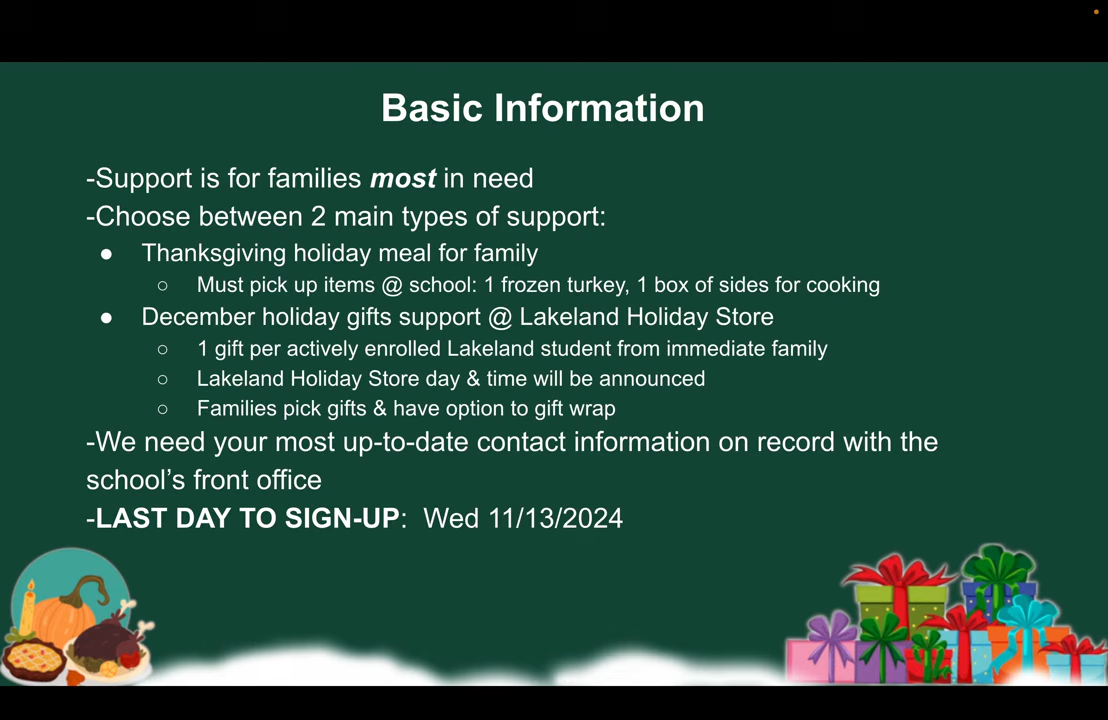 Basic Information
-Support is for families most in need
-Choose between 2 main types of support:
● Thanksgiving holiday meal for family
○ Must pick up items @ school: 1 frozen turkey, 1 box of sides for cooking
● December holiday gifts support @ Lakeland Holiday Store
○ 1 gift per actively enrolled Lakeland student from immediate family
○ Lakeland Holiday Store day & time will be announced
○ Families pick gifts & have option to gift wrap
-We need your most up-to-date contact information on record with the
school’s front office
-LAST DAY TO SIGN-UP:  Wed 11/13/2024